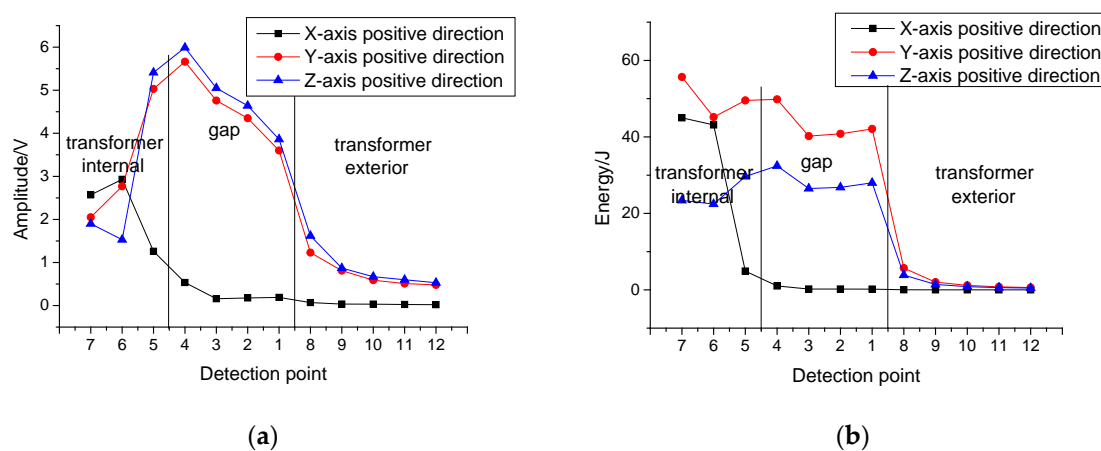 X-axis positive direction
Y-axis positive direction
Z-axis positive direction
6
5
4
3
2
1
0
Amplitude/V
transformer
internal
gap
transformer
exterior
7 6 5 4 3 2 1 8 9 10 11 12
Detection point
(a)
X-axis positive direction
Y-axis positive direction
Z-axis positive direction
60
40
20
0
Energy/J
transformer
internal
gap
transformer
exterior
7 6 5 4 3 2 1 8 9 10 11 12
Detection point
(b)